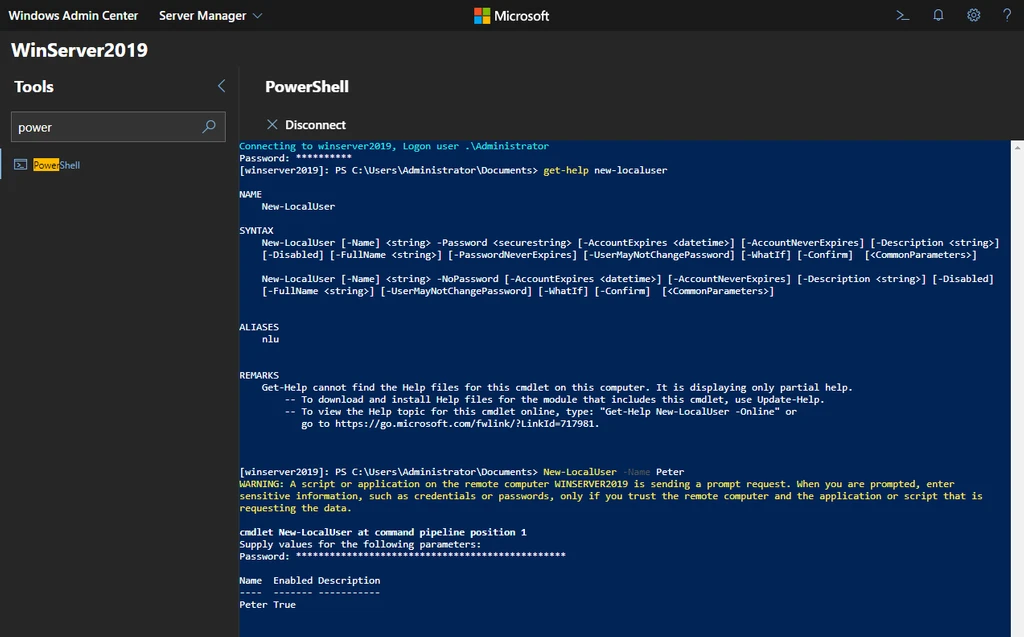 Windows Admin Center Server Manager Microsoft
WinServer2019
Tools
PowerShell
power
Disconnect
PowerShell
Connecting to winserver2019, Logon user .\Administrator
Password: **********
[winserver2019]: PS C:\Users\Administrator\Documents> get-help new-localuser
NAME
New-LocalUser
SYNTAX
New-LocalUser [-Name] <string> -Password <securestring> [-AccountExpires <datetime>] [-AccountNeverExpires] [-Description <string>]
[-Disabled] [-FullName <string>] [-PasswordNeverExpires] [-UserMayNotChangePassword] [-WhatIf] [-Confirm]  [<CommonParameters>]
New-LocalUser [-Name] <string> -NoPassword [-AccountExpires <datetime>] [-AccountNeverExpires] [-Description <string>] [-Disabled]
[-FullName <string>] [-UserMayNotChangePassword] [-WhatIf] [-Confirm]  [<CommonParameters>]
ALIASES
nlu
REMARKS
Get-Help cannot find the Help files for this cmdlet on this computer. It is displaying only partial help.
-- To download and install Help files for the module that includes this cmdlet, use Update-Help.
-- To view the Help topic for this cmdlet online, type: "Get-Help New-LocalUser -Online" or
go to https://go.microsoft.com/fwlink/?LinkId=717981.
[winserver2019]: PS C:\Users\Administrator\Documents> New-LocalUser -Name Peter
WARNING: A script or application on the remote computer WINSERVER2019 is sending a prompt request. When you are prompted, enter
sensitive information, such as credentials or passwords, only if you trust the remote computer and the application or script that is
requesting the data.
cmdlet New-LocalUser at command pipeline position 1
Supply values for the following parameters:
Password: ************************************************
Name  Enabled Description
----  ------- -----------
Peter True